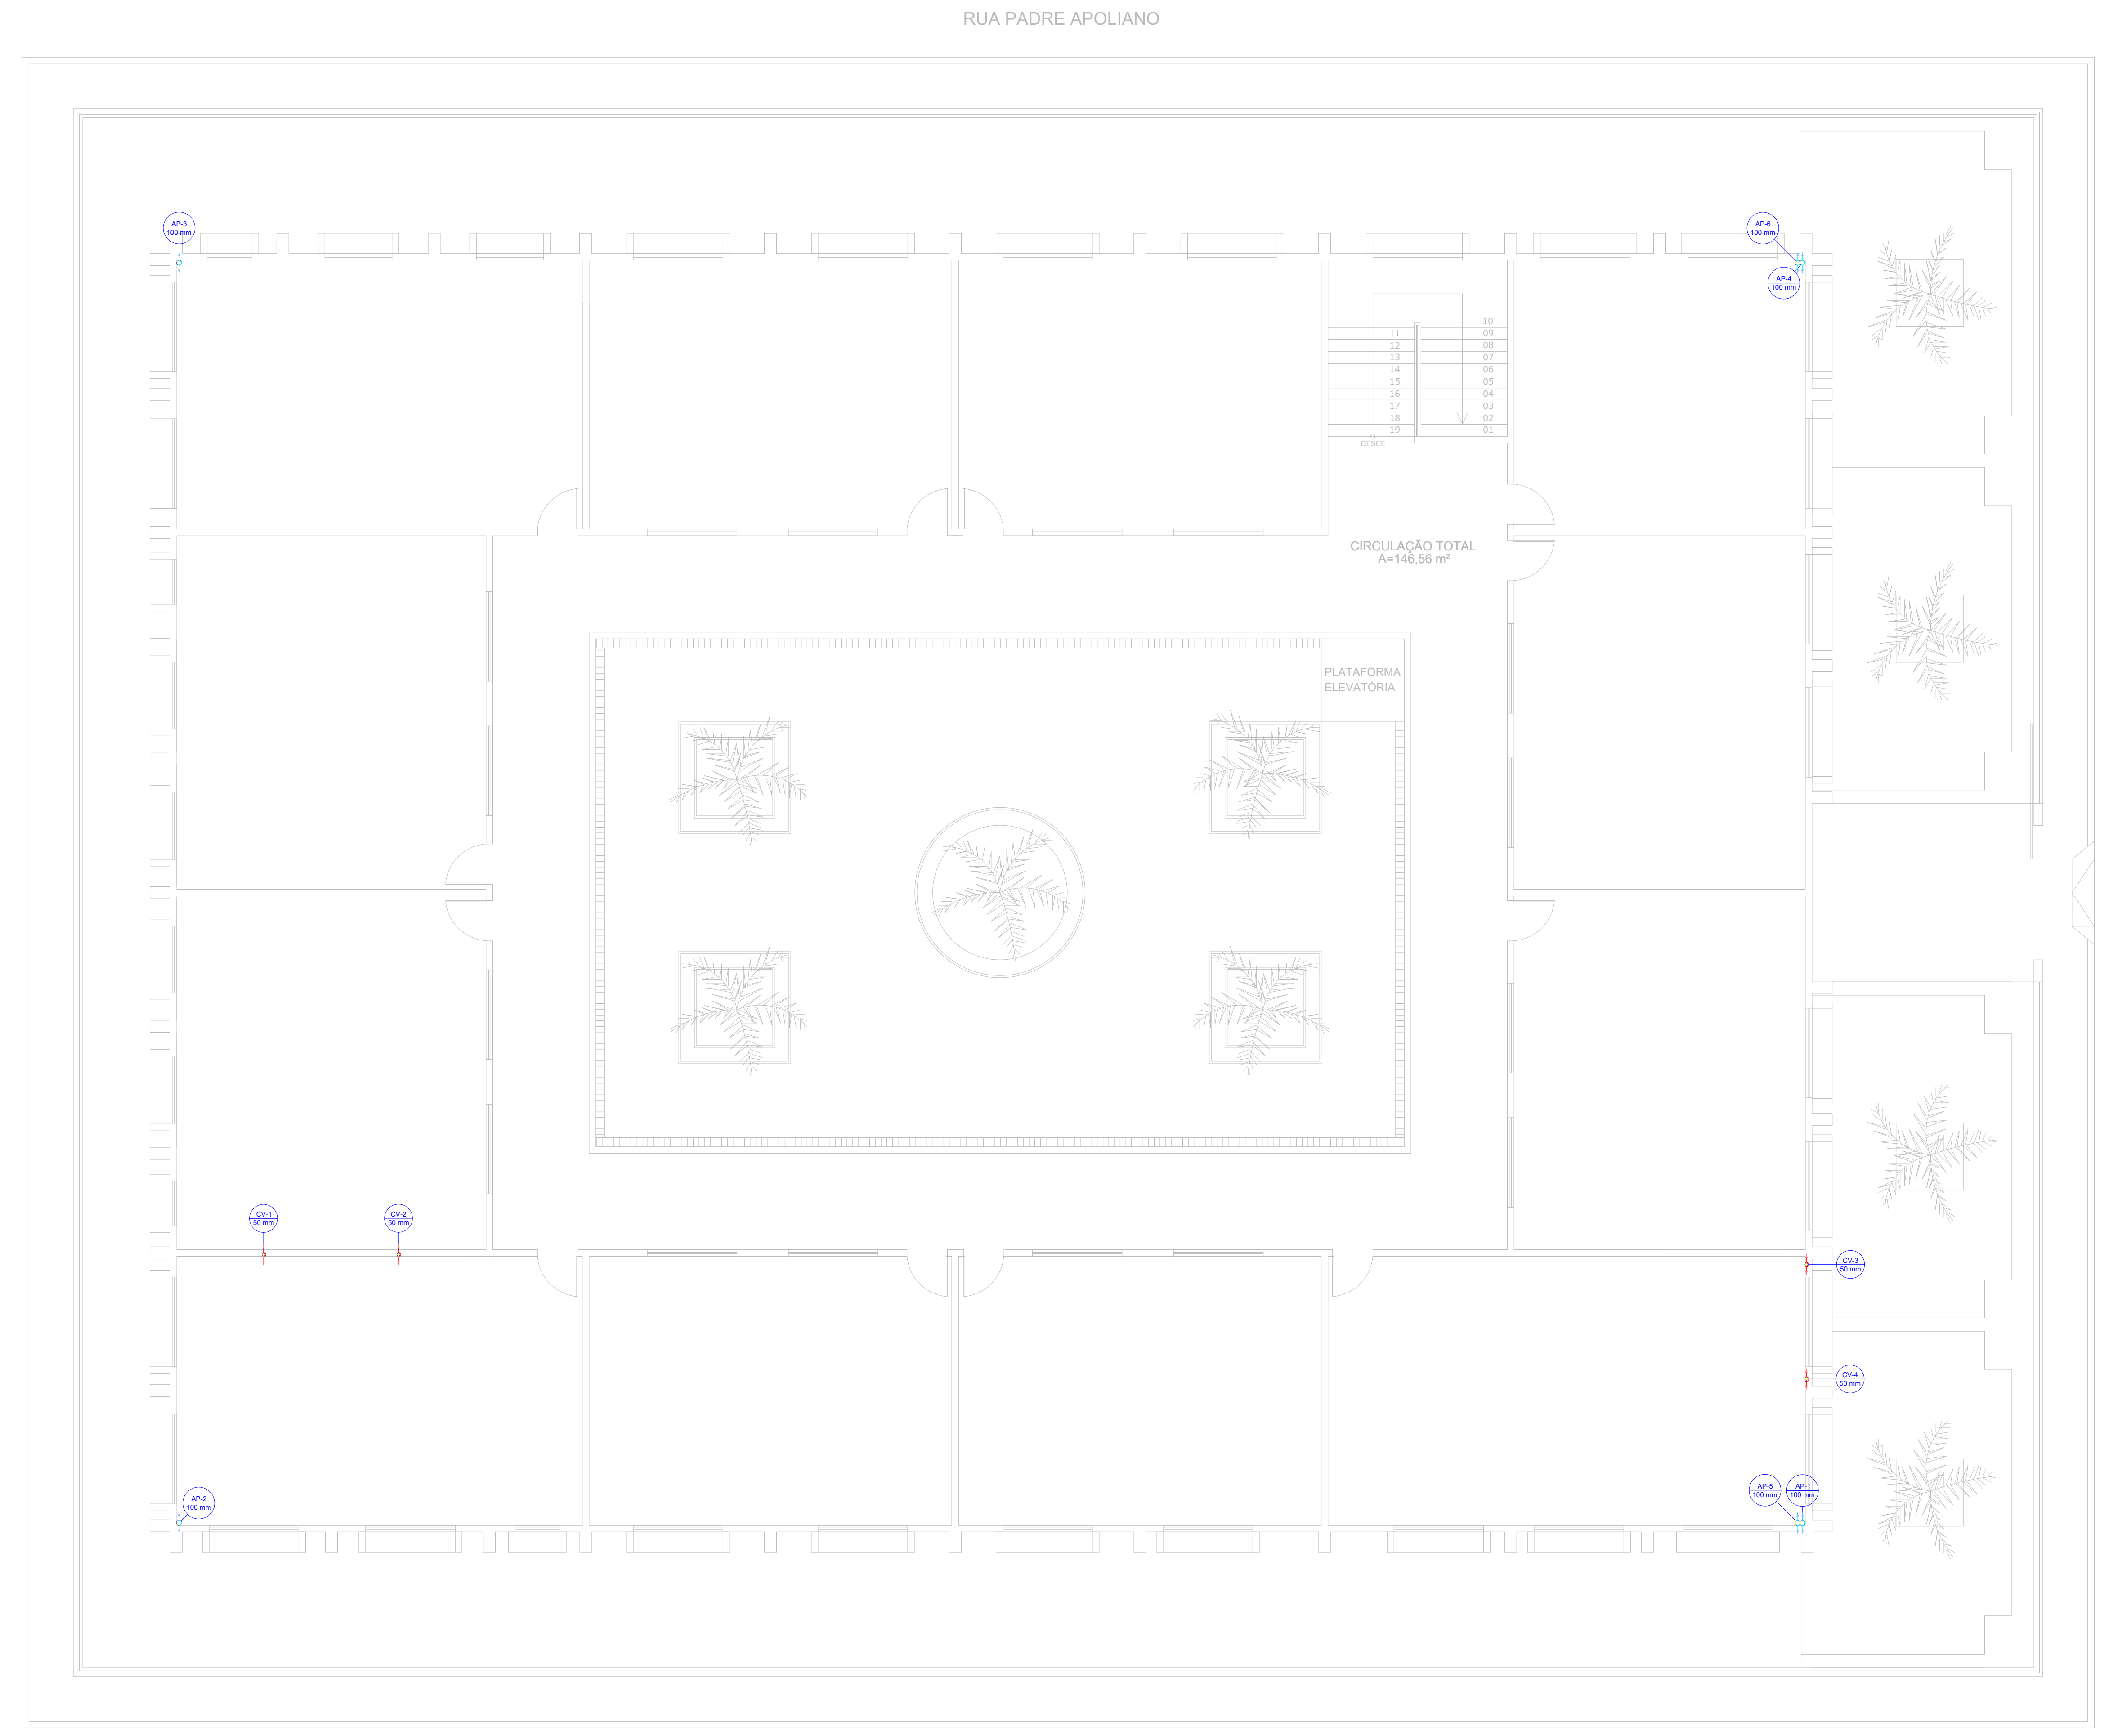 RUA PADRE APOLIANO
AP-3
100 mm
AP-6
100 mm
AP-4
100 mm
10
11
09
12
08
13
07
14
06
15
05
16
04
17
03
18
02
19
01
DESCE
CIRCULAÇÃO TOTAL
A=146,56 m²
PLATAFORMA
ELEVATÓRIA
CV-1
50 mm
CV-2
50 mm
CV-3
50 mm
CV-4
50 mm
AP-2
100 mm
AP-5
100 mm
AP-1
100 mm